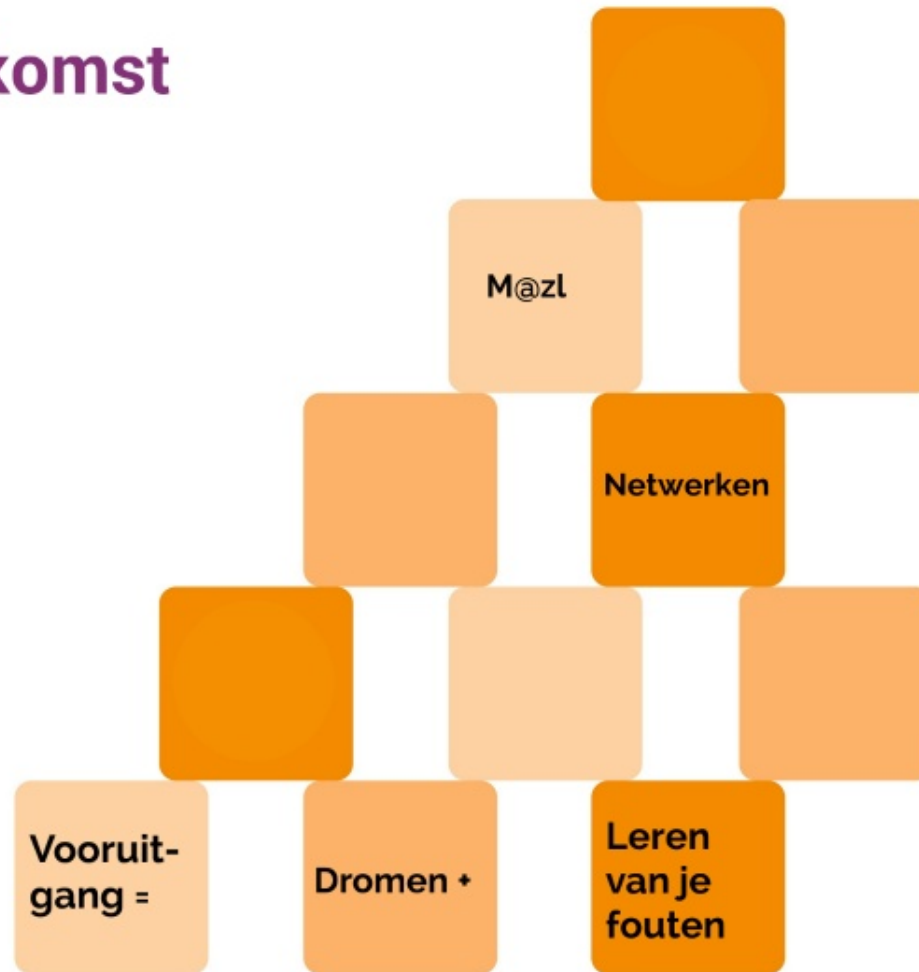 komst
M@zl
Netwerken
Vooruit-
gang =
Dromen +
Leren
van je
fouten